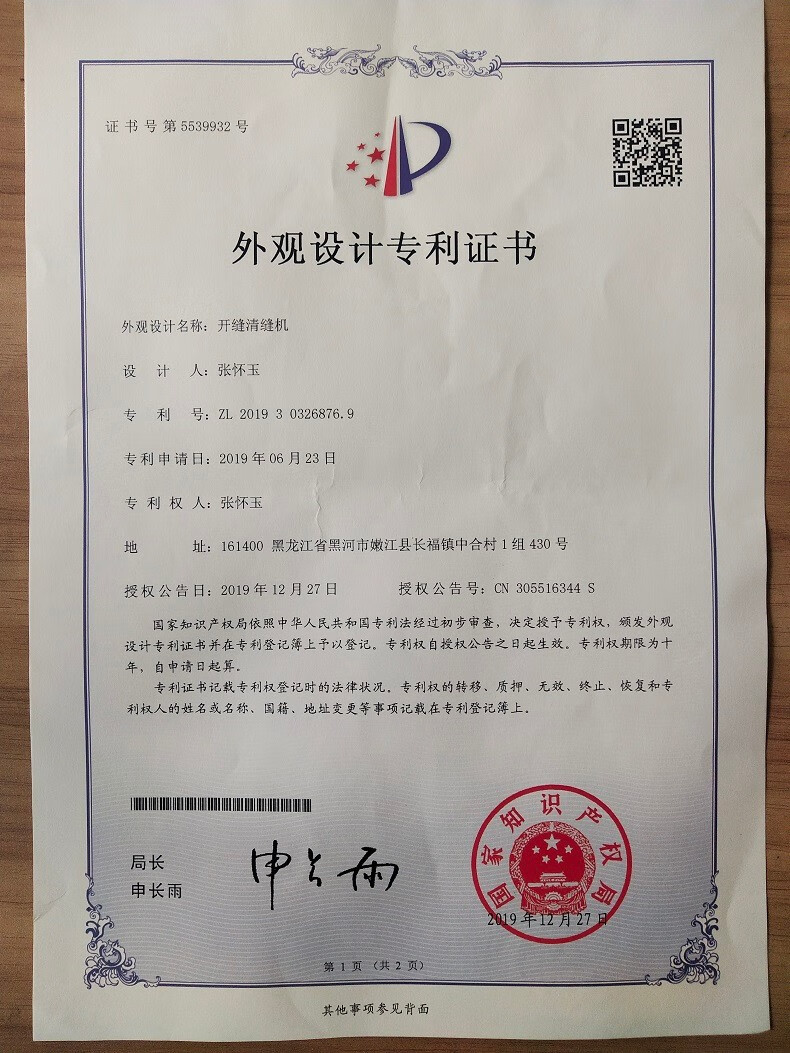 证书号第5539932号
外观设计专利证书
外观设计名称：开缝清缝机
设计人：张怀玉
专利号：ZL 2019 3 0326876.9
专利申请日：2019年06月23日
专利权人：张怀玉
地址：161400 黑龙江省黑河市嫩江县长福镇中合村1组430号
授权公告日：2019年12月27日 授权公告号：CN 305516344 S
国家知识产权局依照中华人民共和国专利法经过初步审查，决定授予专利权，颁发外观
设计专利证书并在专利登记簿上予以登记。专利权自授权公告之日起生效。专利权期限为十
年，自申请日起算。
专利证书记载专利权登记时的法律状况。专利权的转移、质押、无效、终止、恢复和专
利权人的姓名或名称、国籍、地址变更等事项记载在专利登记簿上。
局长
申长雨
申长雨
国家知识产权局
2019年12月27日
第1页（共2页）
其他事项参见背面